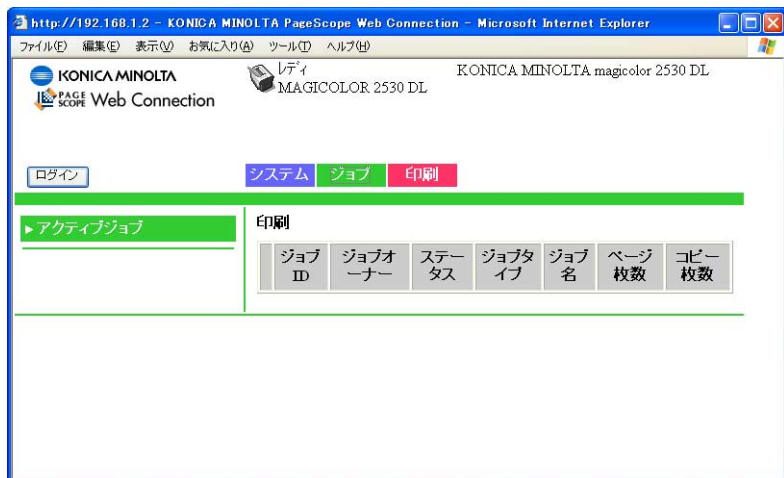 http://192.168.1.2 - KONICA MINOLTA PageScope Web Connection - Microsoft Internet Explorer
ファイル(F) 編集(E) 表示(V) お気に入り(A) ツール(T) ヘルプ(H)
KONICA MINOLTA
PAGE SCOPE Web Connection
レディ
MAGICOLOR 2530 DL
KONICA MINOLTA magicolor 2530 DL
ログイン
システム ジョブ 印刷
▶アクティブジョブ
印刷
ジョブID ジョブオーナー ステータス ジョブタイプ ジョブ名 ページ枚数 コピー枚数